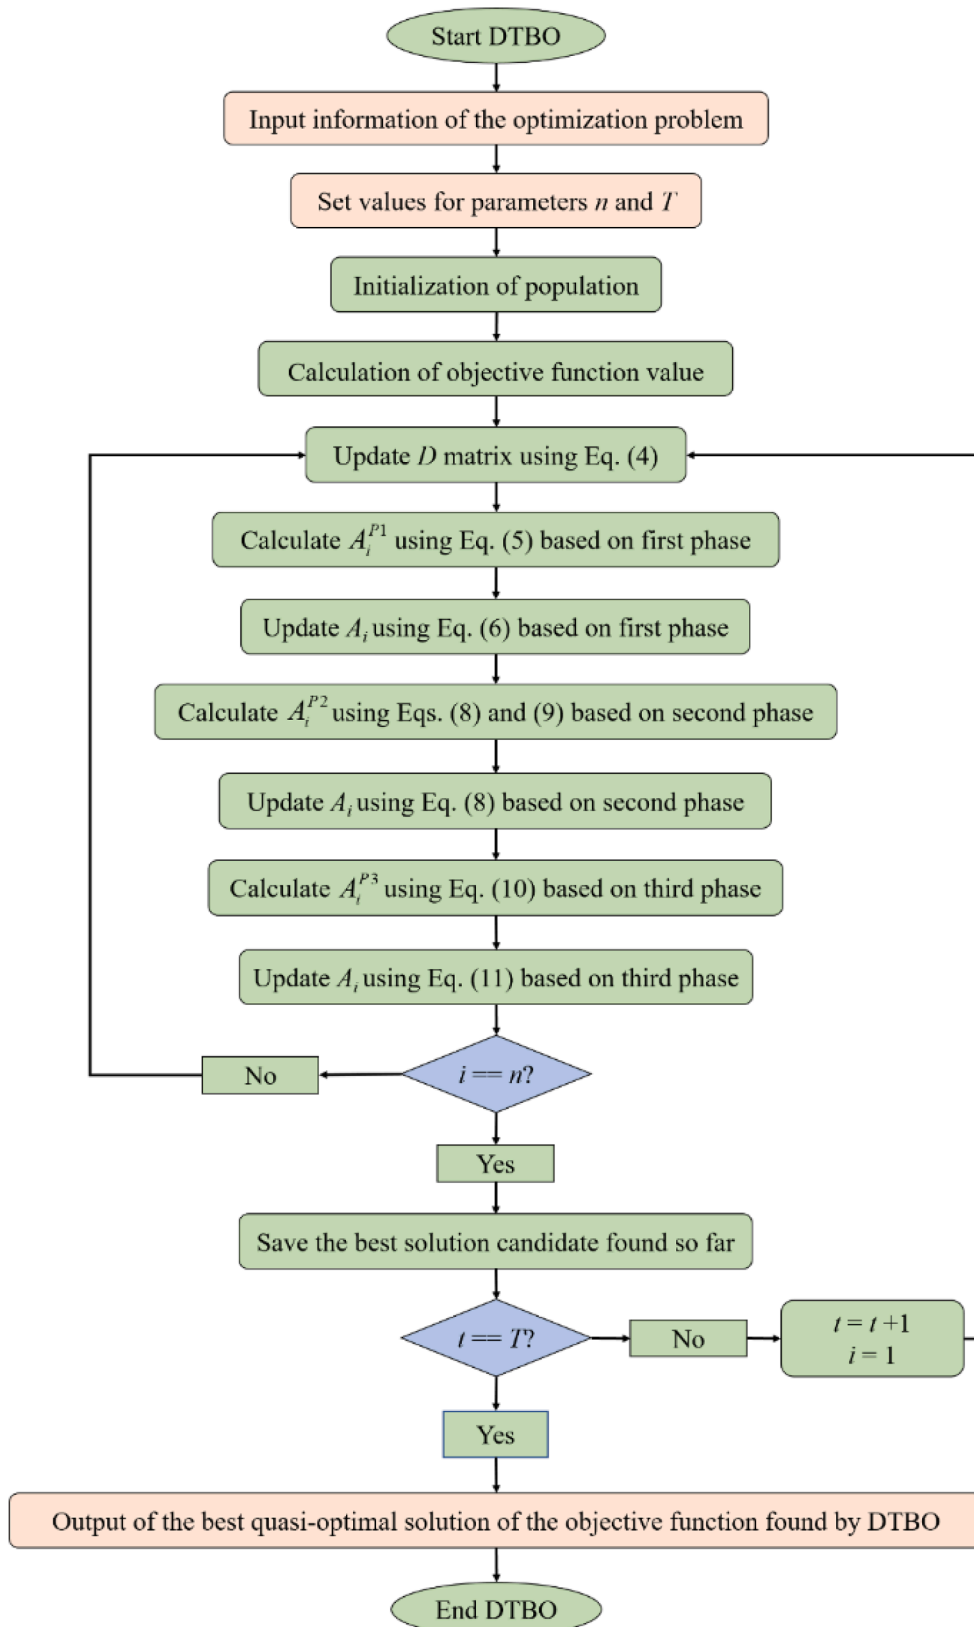 Start DTBO
Input information of the optimization problem
Set values for parameters n and T
Initialization of population
Calculation of objective function value
Update D matrix using Eq. (4)
Calculate A_i^{P1} using Eq. (5) based on first phase
Update A_i using Eq. (6) based on first phase
Calculate A_i^{P2} using Eqs. (8) and (9) based on second phase
Update A_i using Eq. (8) based on second phase
Calculate A_i^{P3} using Eq. (10) based on third phase
Update A_i using Eq. (11) based on third phase
No
i == n?
Yes
Save the best solution candidate found so far
t == T?
No
t = t +1
i = 1
Yes
Output of the best quasi-optimal solution of the objective function found by DTBO
End DTBO